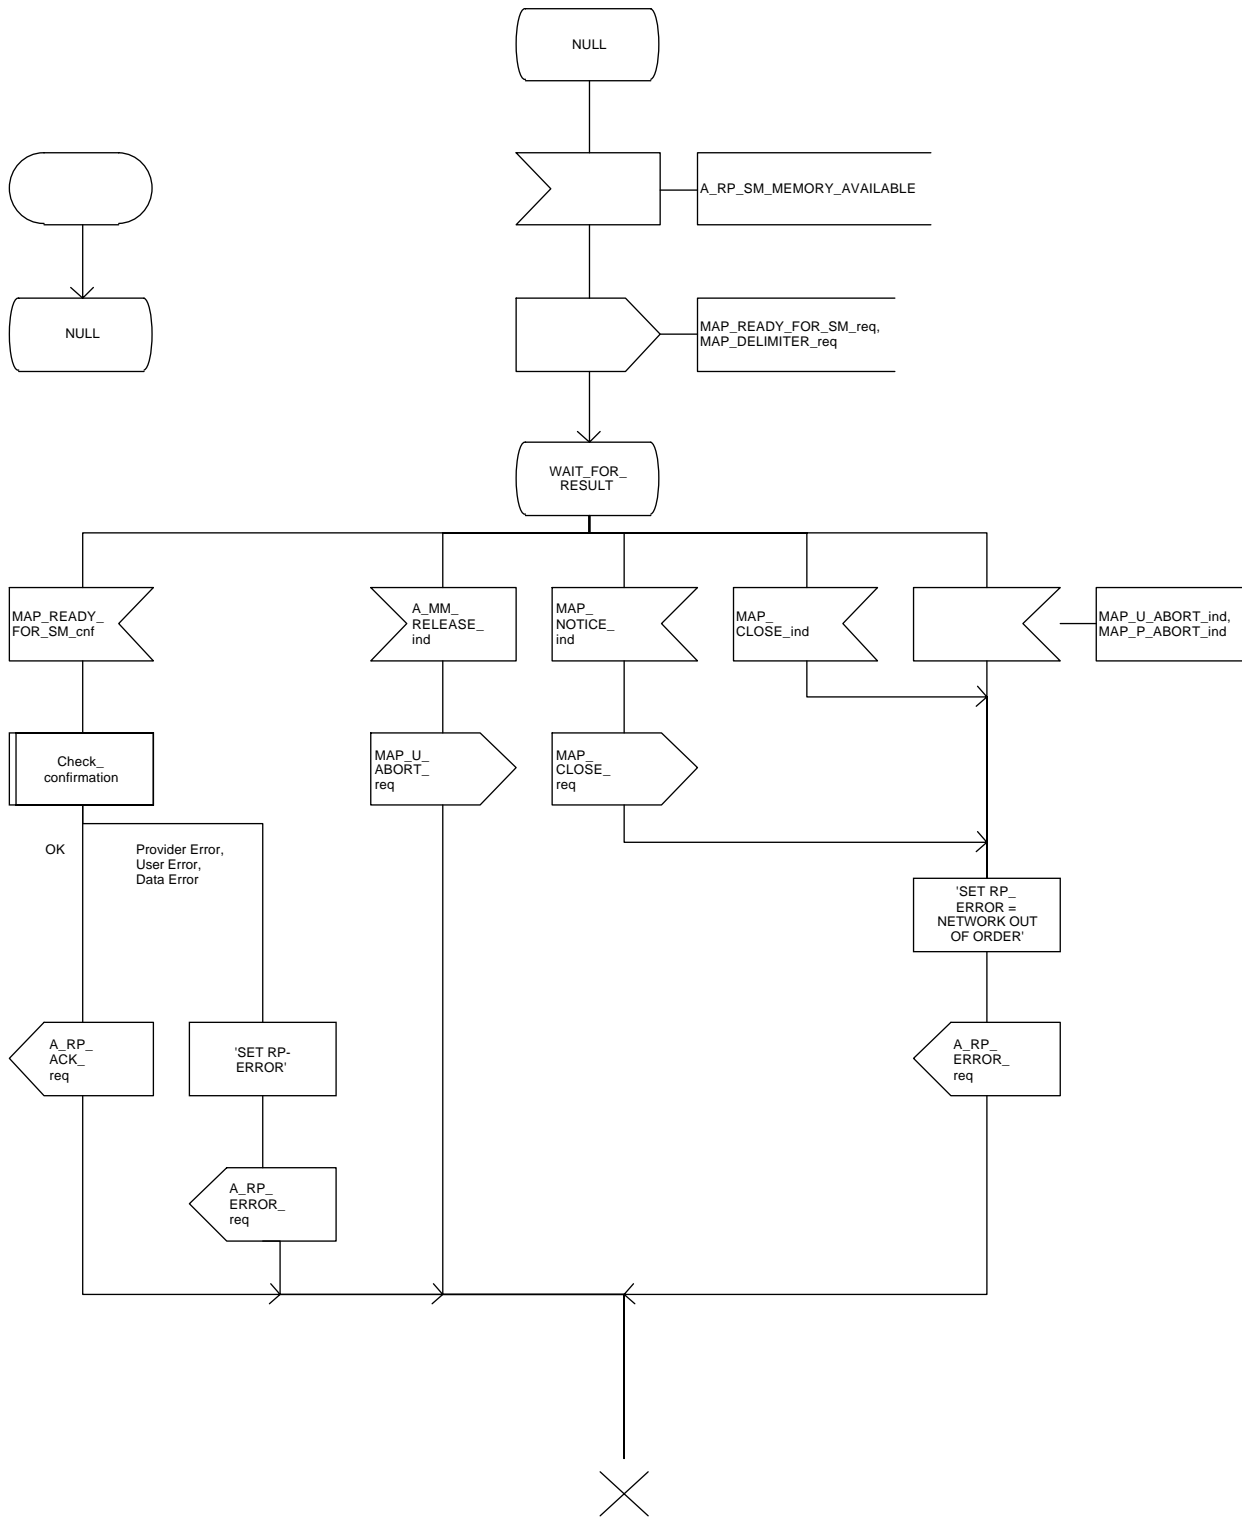 NULL
A_RP_SM_MEMORY_AVAILABLE
NULL
MAP_READY_FOR_SM_req,
MAP_DELIMITER_req
WAIT_FOR_
RESULT
MAP_READY_
FOR_SM_cnf
A_MM_
RELEASE_
ind
MAP_
NOTICE_
ind
MAP_
CLOSE_ind
MAP_U_ABORT_ind,
MAP_P_ABORT_ind
Check_
confirmation
MAP_U_
ABORT_
req
MAP_
CLOSE_
req
OK
Provider Error,
User Error,
Data Error
'SET RP_
ERROR =
NETWORK OUT
OF ORDER'
A_RP_
ACK_
req
'SET RP-
ERROR'
A_RP_
ERROR_
req
A_RP_
ERROR_
req